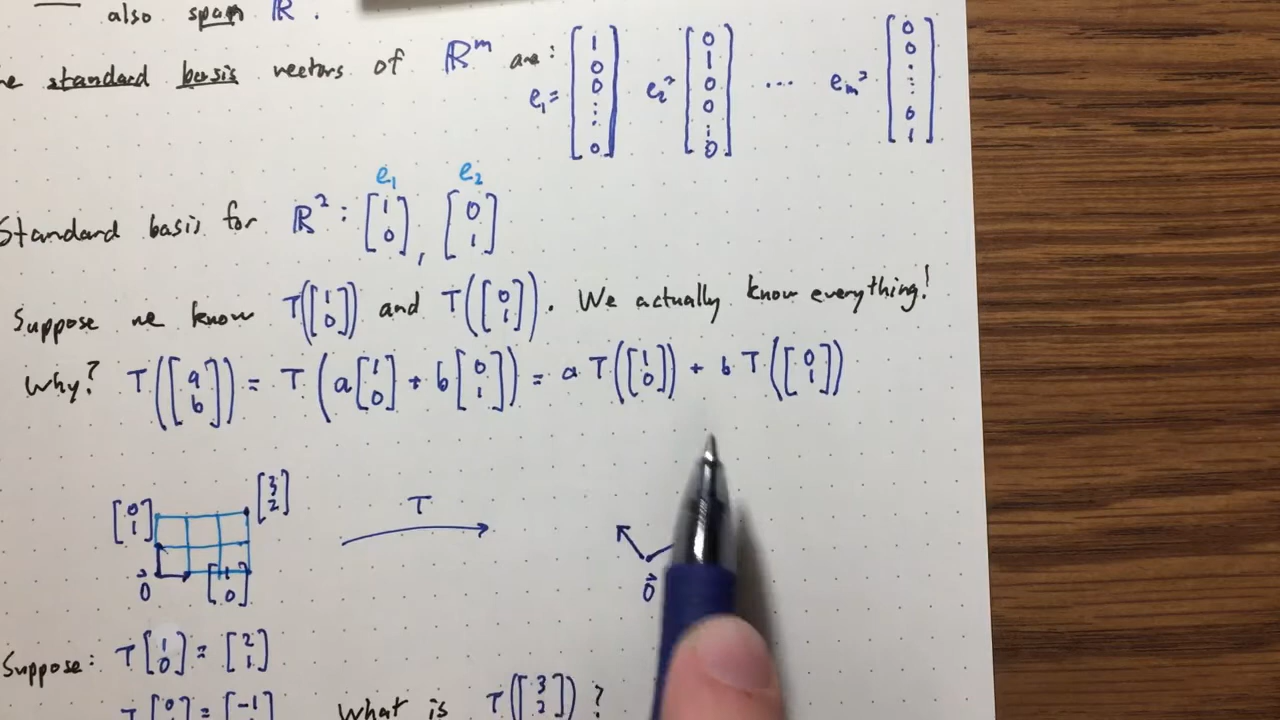 also span ℝ .
standard basis vectors of ℝᵐ are: e₁ = [1 0 0 ⋮ 0] e₂ = [0 1 0 0 ⋮ 0] ... eₘ = [0 0 ⋮ 0 1]
e₁ e₂
Standard basis for ℝ² : [1 0] , [0 1]
Suppose we know T([1 0]) and T([0 1]). We actually know everything!
Why? T([a b]) = T(a[1 0] + b[0 1]) = a T([1 0]) + b T([0 1])
[0 1] [3 2] T
0⃗ [1 0] 0⃗
Suppose: T[1 0] = [2 1]
What is T([3 2]) ?